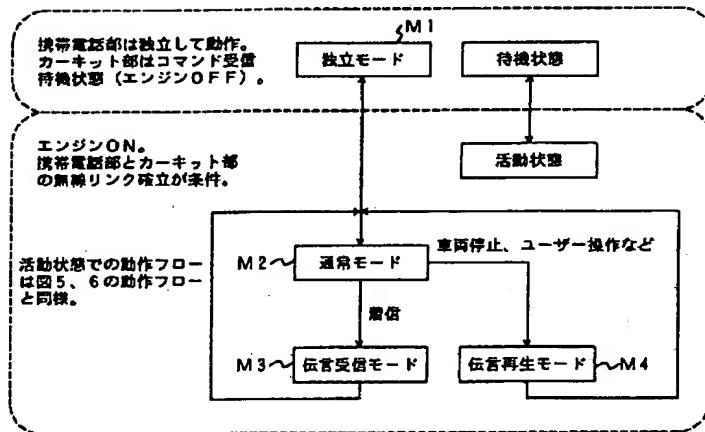 携帯電話部は独立して動作。
カーキット部はコマンド受信
待機状態（エンジンＯＦＦ）。
M1
独立モード
待機状態
エンジンＯＮ。
携帯電話部とカーキット部
の無線リンク確立が条件。
活動状態
車両停止、ユーザー操作など
活動状態での動作フロー
は図５、６の動作フロー
と同様。
M2
通常モード
着信
M3
伝言受信モード
伝言再生モード
M4